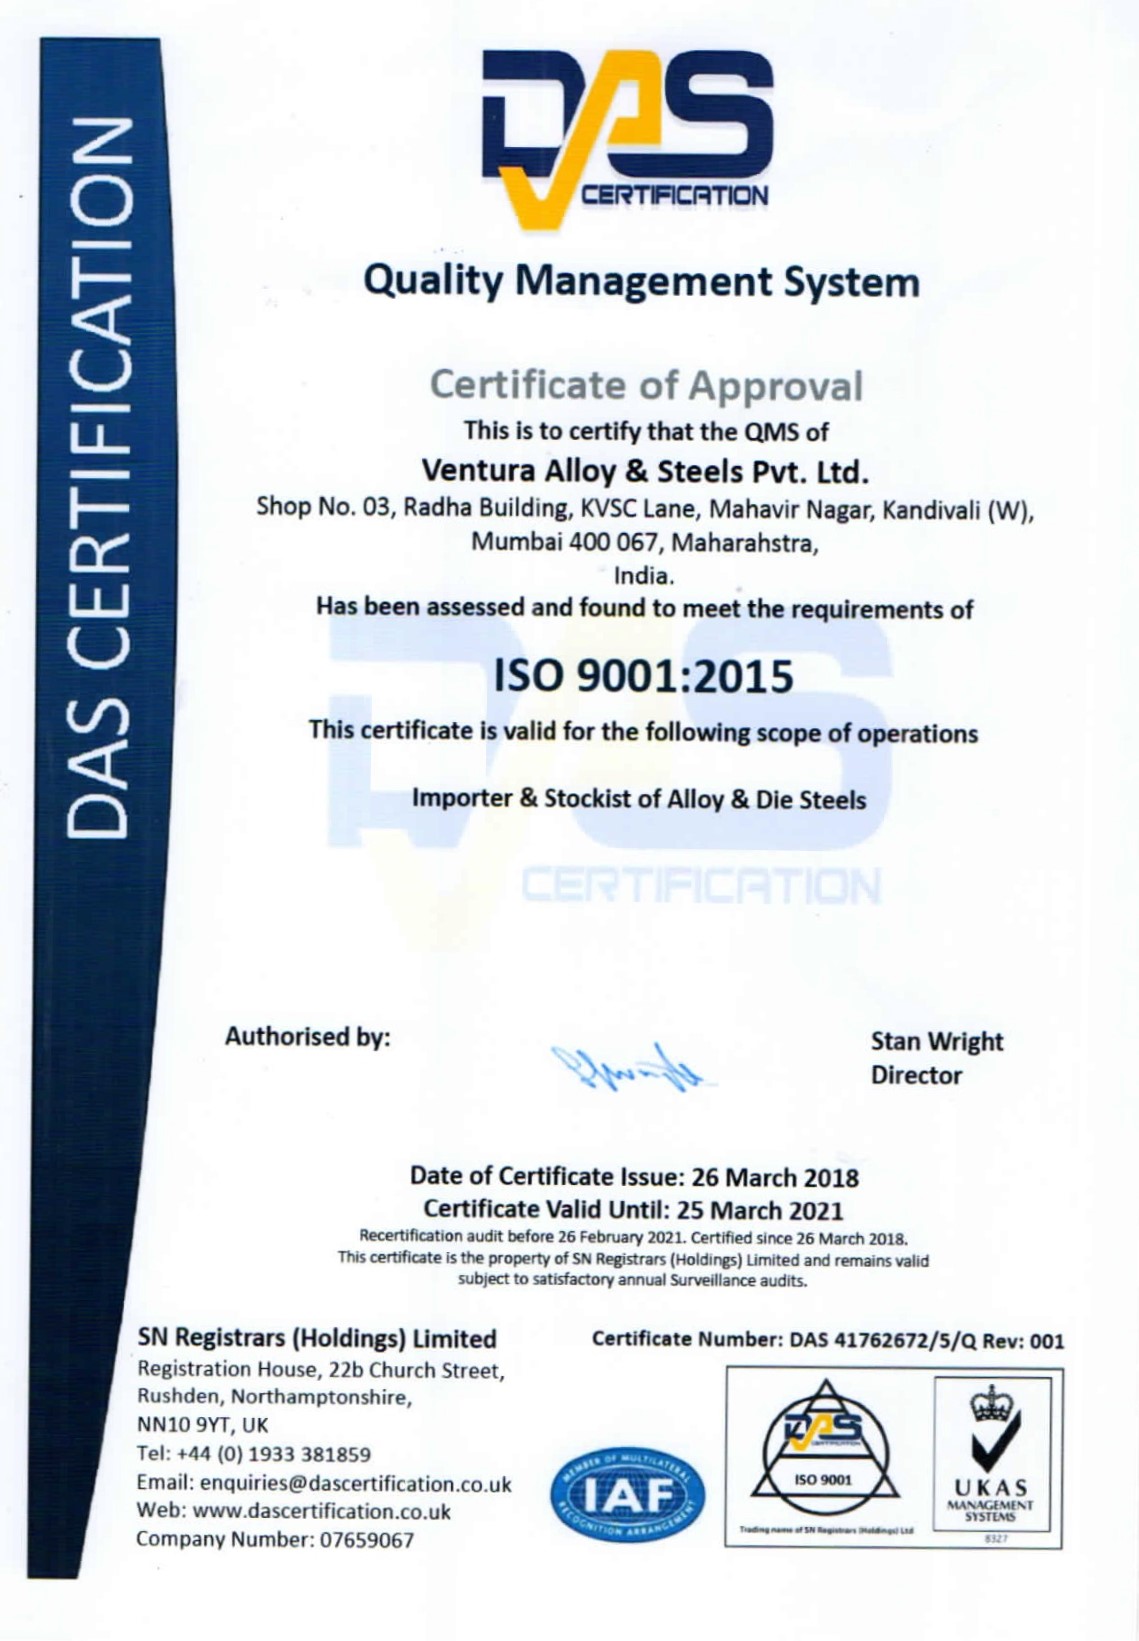 DAS CERTIFICATION
DAS
CERTIFICATION
Quality Management System
Certificate of Approval
This is to certify that the QMS of
Ventura Alloy & Steels Pvt. Ltd.
Shop No. 03, Radha Building, KVSC Lane, Mahavir Nagar, Kandivali (W),
Mumbai 400 067, Maharahstra,
India.
Has been assessed and found to meet the requirements of
ISO 9001:2015
This certificate is valid for the following scope of operations
Importer & Stockist of Alloy & Die Steels
DAS
CERTIFICATION
Authorised by:
Stan Wright
Director
Date of Certificate Issue: 26 March 2018
Certificate Valid Until: 25 March 2021
Recertification audit before 26 February 2021. Certified since 26 March 2018.
This certificate is the property of SN Registrars (Holdings) Limited and remains valid
subject to satisfactory annual Surveillance audits.
SN Registrars (Holdings) Limited
Registration House, 22b Church Street,
Rushden, Northamptonshire,
NN10 9YT, UK
Tel: +44 (0) 1933 381859
Email: enquiries@dascertification.co.uk
Web: www.dascertification.co.uk
Company Number: 07659067
Certificate Number: DAS 41762672/5/Q Rev: 001
MEMBER OF MULTILATERAL
IAF
RECOGNITION ARRANGEMENT
DAS
CERTIFICATION
ISO 9001
Trading name of SN Registrars (Holdings) Ltd
UKAS
MANAGEMENT
SYSTEMS
8327